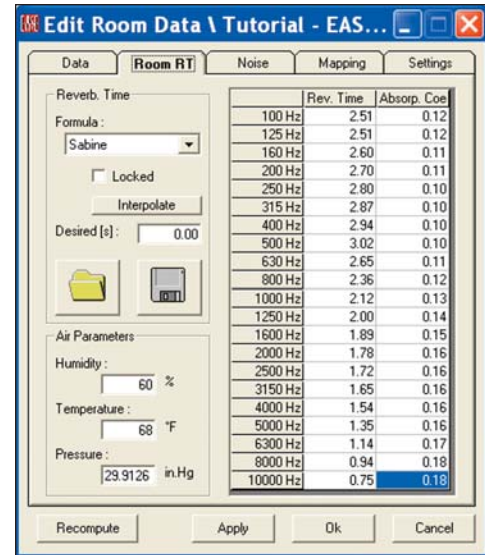 Edit Room Data \ Tutorial - EAS...
Data Room RT Noise Mapping Settings
Reverb. Time
Formula :
Sabine
Locked
Interpolate
Desired [s] : 0.00
Air Parameters
Humidity :
60 %
Temperature :
68 °F
Pressure :
29.9126 in.Hg
Rev. Time Absorp. Coe
100 Hz 2.51 0.12
125 Hz 2.51 0.12
160 Hz 2.60 0.11
200 Hz 2.70 0.11
250 Hz 2.80 0.10
315 Hz 2.87 0.10
400 Hz 2.94 0.10
500 Hz 3.02 0.10
630 Hz 2.65 0.11
800 Hz 2.36 0.12
1000 Hz 2.12 0.13
1250 Hz 2.00 0.14
1600 Hz 1.89 0.15
2000 Hz 1.78 0.16
2500 Hz 1.72 0.16
3150 Hz 1.65 0.16
4000 Hz 1.54 0.16
5000 Hz 1.35 0.16
6300 Hz 1.14 0.17
8000 Hz 0.94 0.18
10000 Hz 0.75 0.18
Recompute Apply Ok Cancel